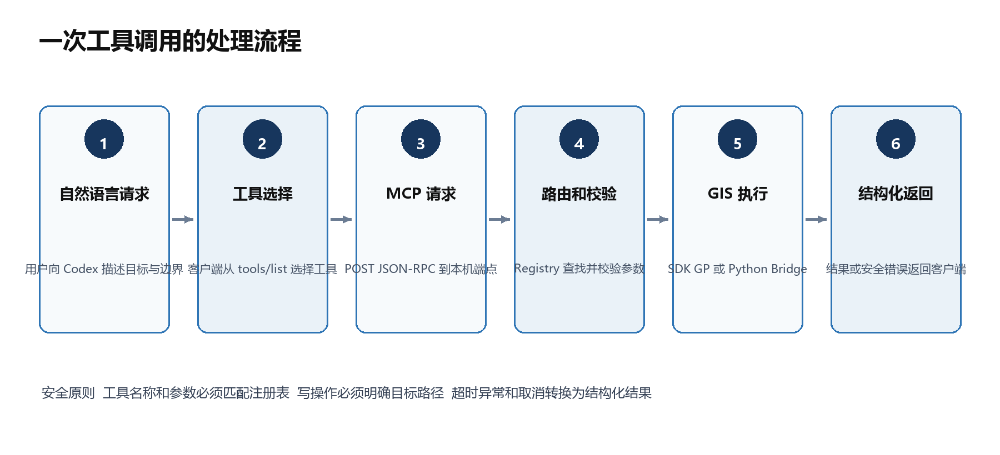 一次工具调用的处理流程
1
自然语言请求
用户向 Codex 描述目标与边界
2
工具选择
客户端从 tools/list 选择工具
3
MCP 请求
POST JSON-RPC 到本机端点
4
路由和校验
Registry 查找并校验参数
5
GIS 执行
SDK GP 或 Python Bridge
6
结构化返回
结果或安全错误返回客户端
安全原则 工具名称和参数必须匹配注册表 写操作必须明确目标路径 超时异常和取消转换为结构化结果